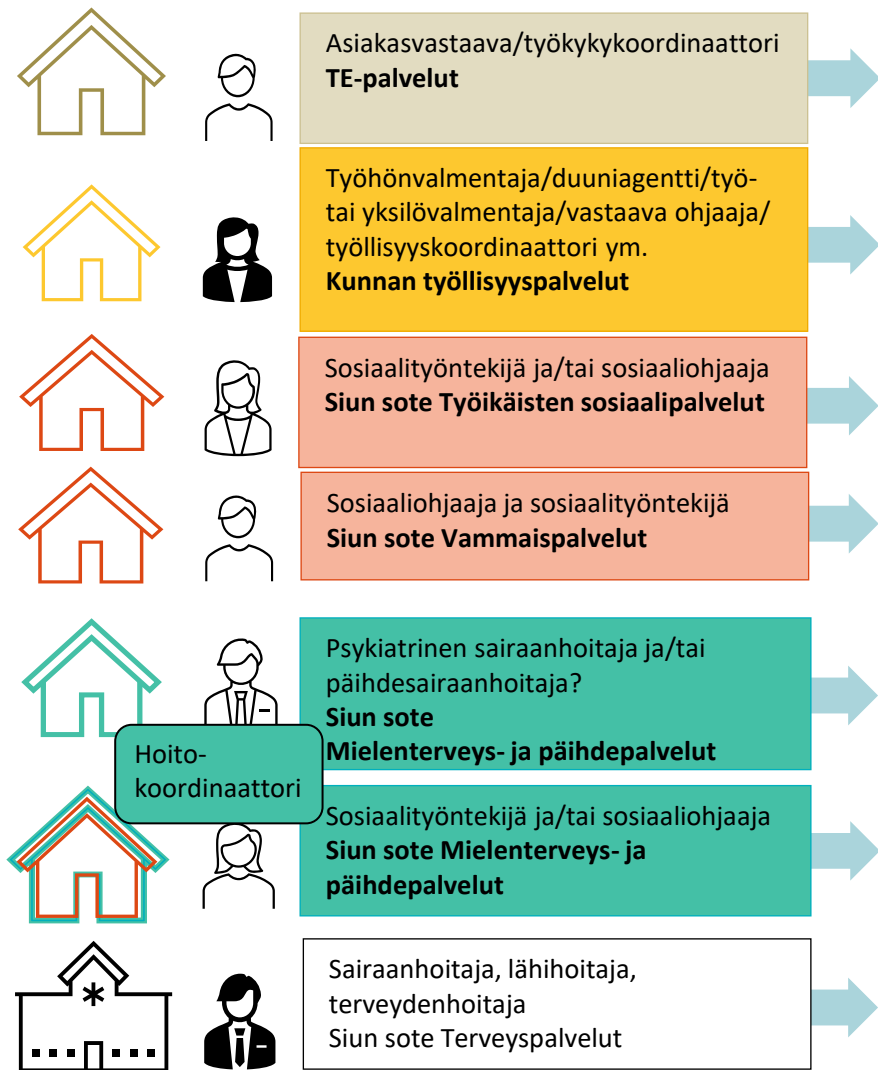 Asiakasvastaava/työkykykoordinaattori
TE-palvelut
Työhönvalmentaja/duuniagentti/työ-
tai yksilövalmentaja/vastaava ohjaaja/
työllisyyskoordinaattori ym.
Kunnan työllisyyspalvelut
Sosiaalityöntekijä ja/tai sosiaaliohjaaja
Siun sote Työikäisten sosiaalipalvelut
Sosiaaliohjaaja ja sosiaalityöntekijä
Siun sote Vammaispalvelut
Psykiatrinen sairaanhoitaja ja/tai
päihdesairaanhoitaja?
Siun sote
Mielenterveys- ja päihdepalvelut
Hoito-
koordinaattori
Sosiaalityöntekijä ja/tai sosiaaliohjaaja
Siun sote Mielenterveys- ja
päihdepalvelut
Sairaanhoitaja, lähihoitaja,
terveydenhoitaja
Siun sote Terveyspalvelut